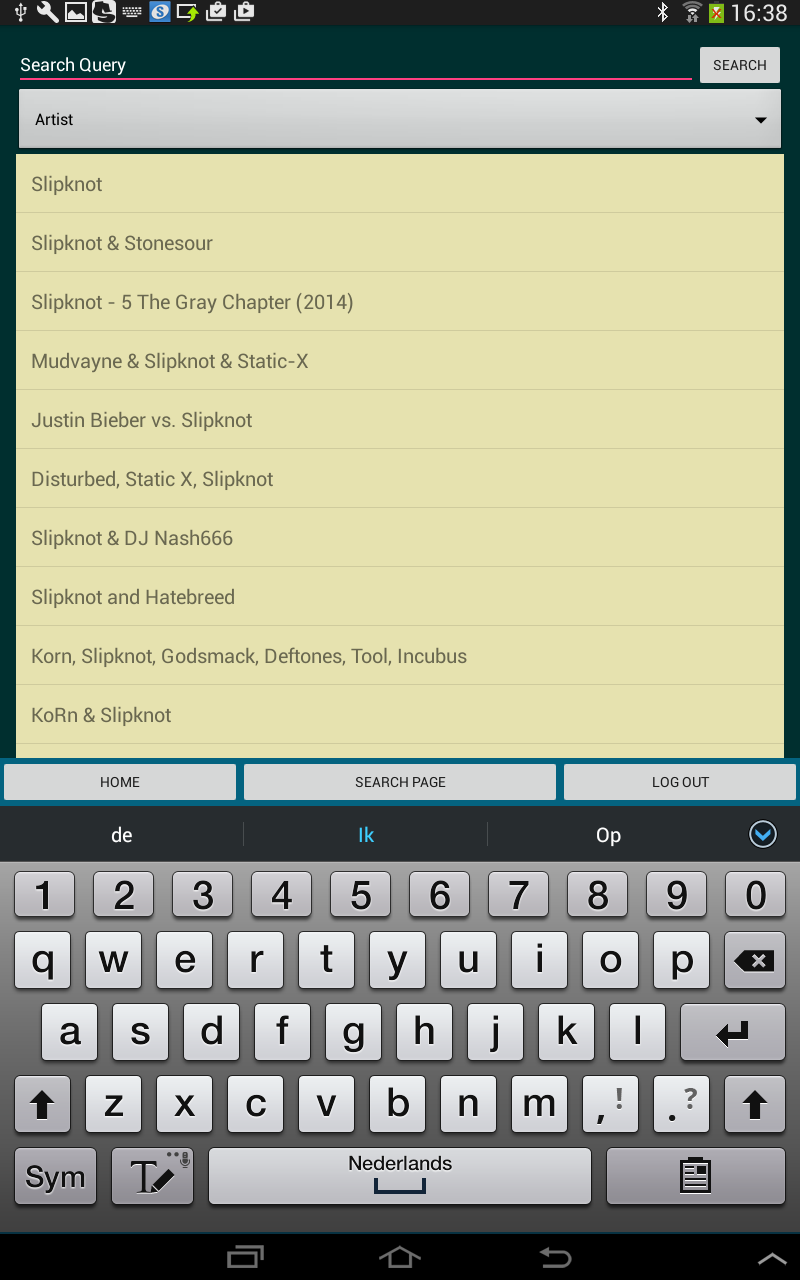 16:38
Search Query
SEARCH
Artist
Slipknot
Slipknot & Stonesour
Slipknot - 5 The Gray Chapter (2014)
Mudvayne & Slipknot & Static-X
Justin Bieber vs. Slipknot
Disturbed, Static X, Slipknot
Slipknot & DJ Nash666
Slipknot and Hatebreed
Korn, Slipknot, Godsmack, Deftones, Tool, Incubus
KoRn & Slipknot
HOME SEARCH PAGE LOG OUT
de Ik Op
1 2 3 4 5 6 7 8 9 0
q w e r t y u i o p
a s d f g h j k l
z x c v b n m , ! . ?
Sym T Nederlands